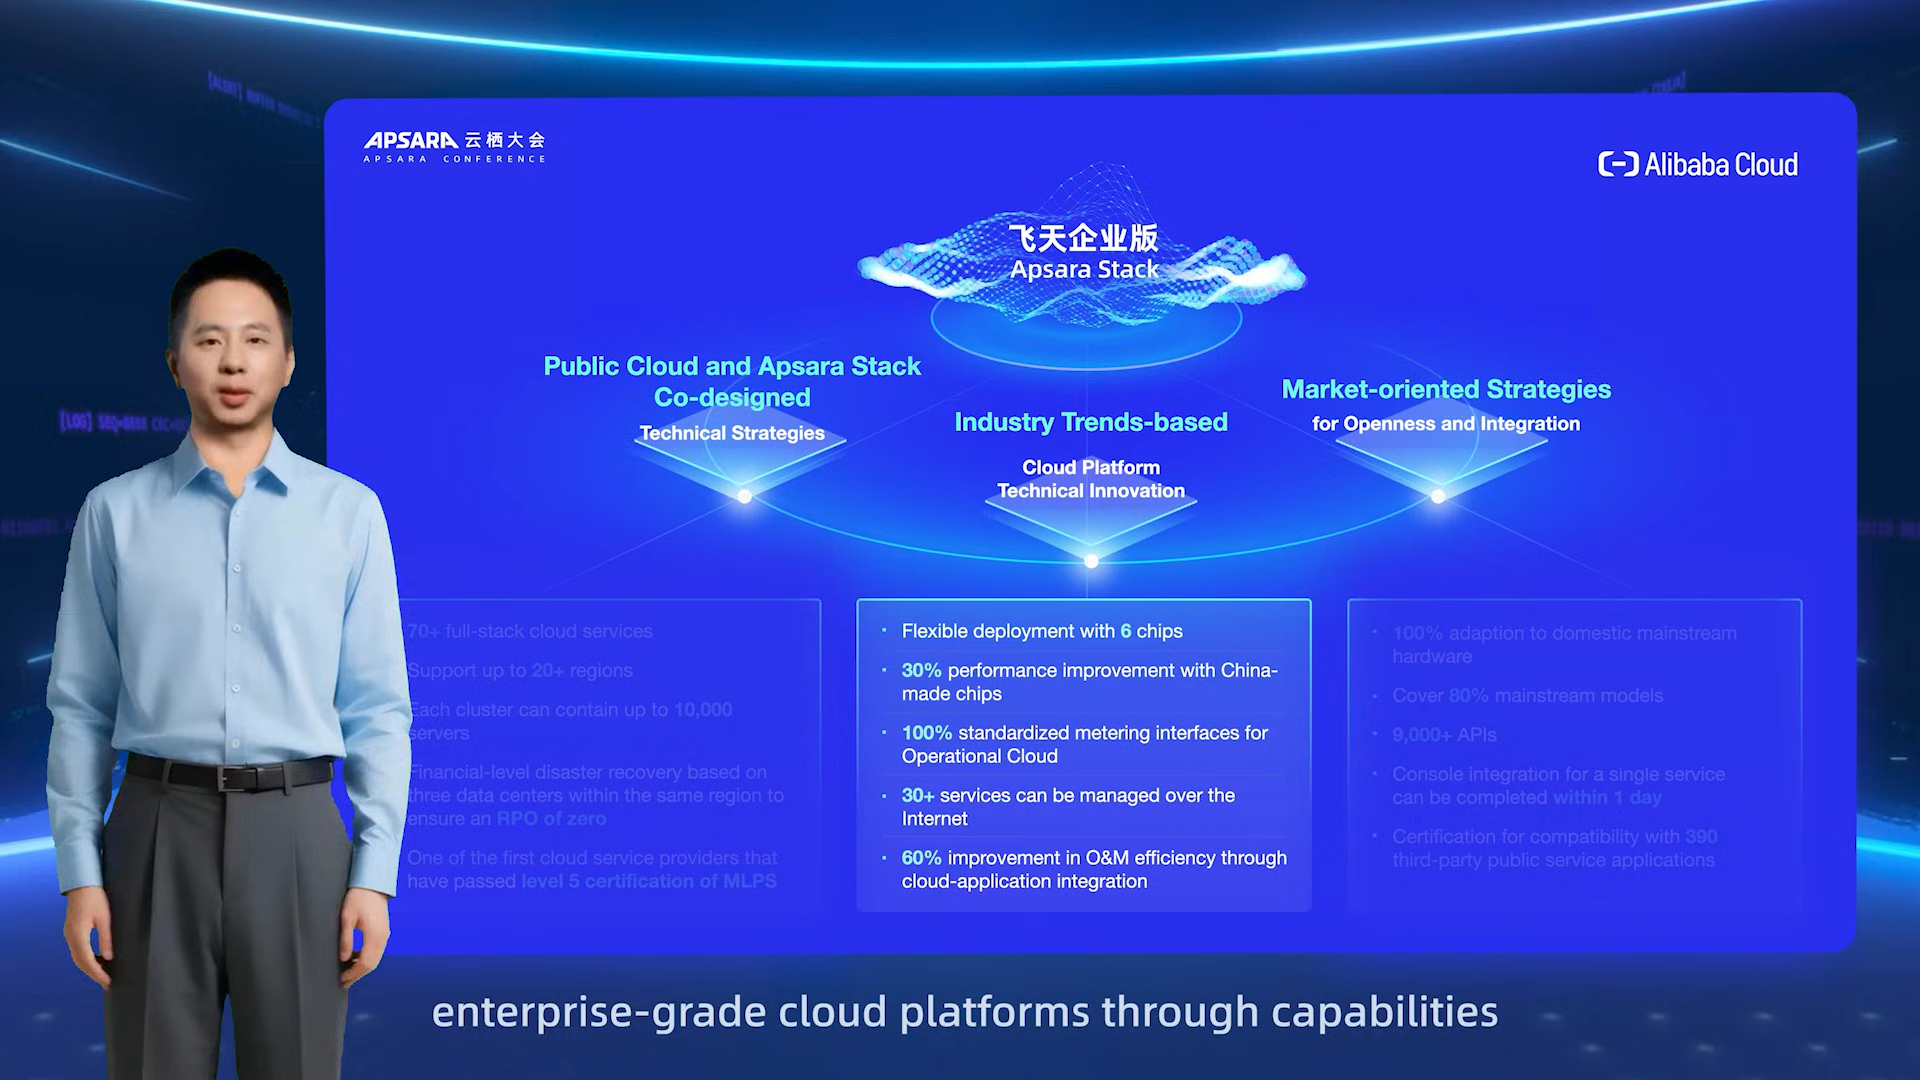 APSARA 云栖大会
APSARA CONFERENCE
Alibaba Cloud
飞天企业版
Apsara Stack
Public Cloud and Apsara Stack
Co-designed
Technical Strategies
Industry Trends-based
Cloud Platform
Technical Innovation
Market-oriented Strategies
for Openness and Integration
70+ full-stack cloud services
Support up to 20+ regions
Each cluster can contain up to 10,000
servers
Financial-level disaster recovery based on
three data centers within the same region to
ensure an RPO of zero
One of the first cloud service providers that
have passed level 5 certification of MLPS
· Flexible deployment with 6 chips
· 30% performance improvement with China-
made chips
· 100% standardized metering interfaces for
Operational Cloud
· 30+ services can be managed over the
Internet
· 60% improvement in O&M efficiency through
cloud-application integration
· 100% adaption to domestic mainstream
hardware
· Cover 80% mainstream models
· 9,000+ APIs
· Console integration for a single service
can be completed within 1 day
· Certification for compatibility with 390
third-party public service applications
enterprise-grade cloud platforms through capabilities